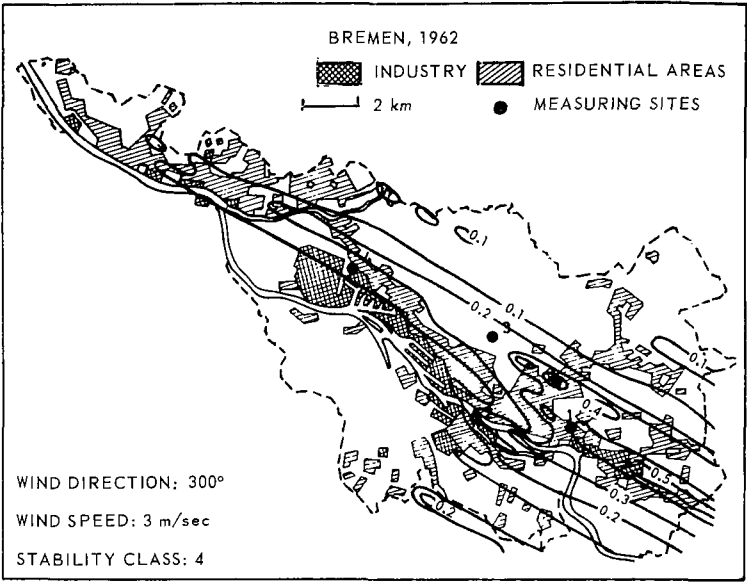 BREMEN, 1962
INDUSTRY
RESIDENTIAL AREAS
2 km
MEASURING SITES
0.1
0.1
0.2
3
0.1
0.4
0.5
0.3
0.2
0.2
WIND DIRECTION: 300°
WIND SPEED: 3 m/sec
STABILITY CLASS: 4